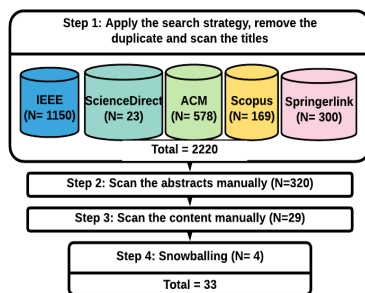 Step 1: Apply the search strategy, remove the
duplicate and scan the titles
IEEE
(N= 1150)
ScienceDirect
(N= 23)
ACM
(N= 578)
Scopus
(N= 169)
Springerlink
(N= 300)
Total = 2220
Step 2: Scan the abstracts manually (N=320)
Step 3: Scan the content manually (N=29)
Step 4: Snowballing (N= 4)
Total = 33